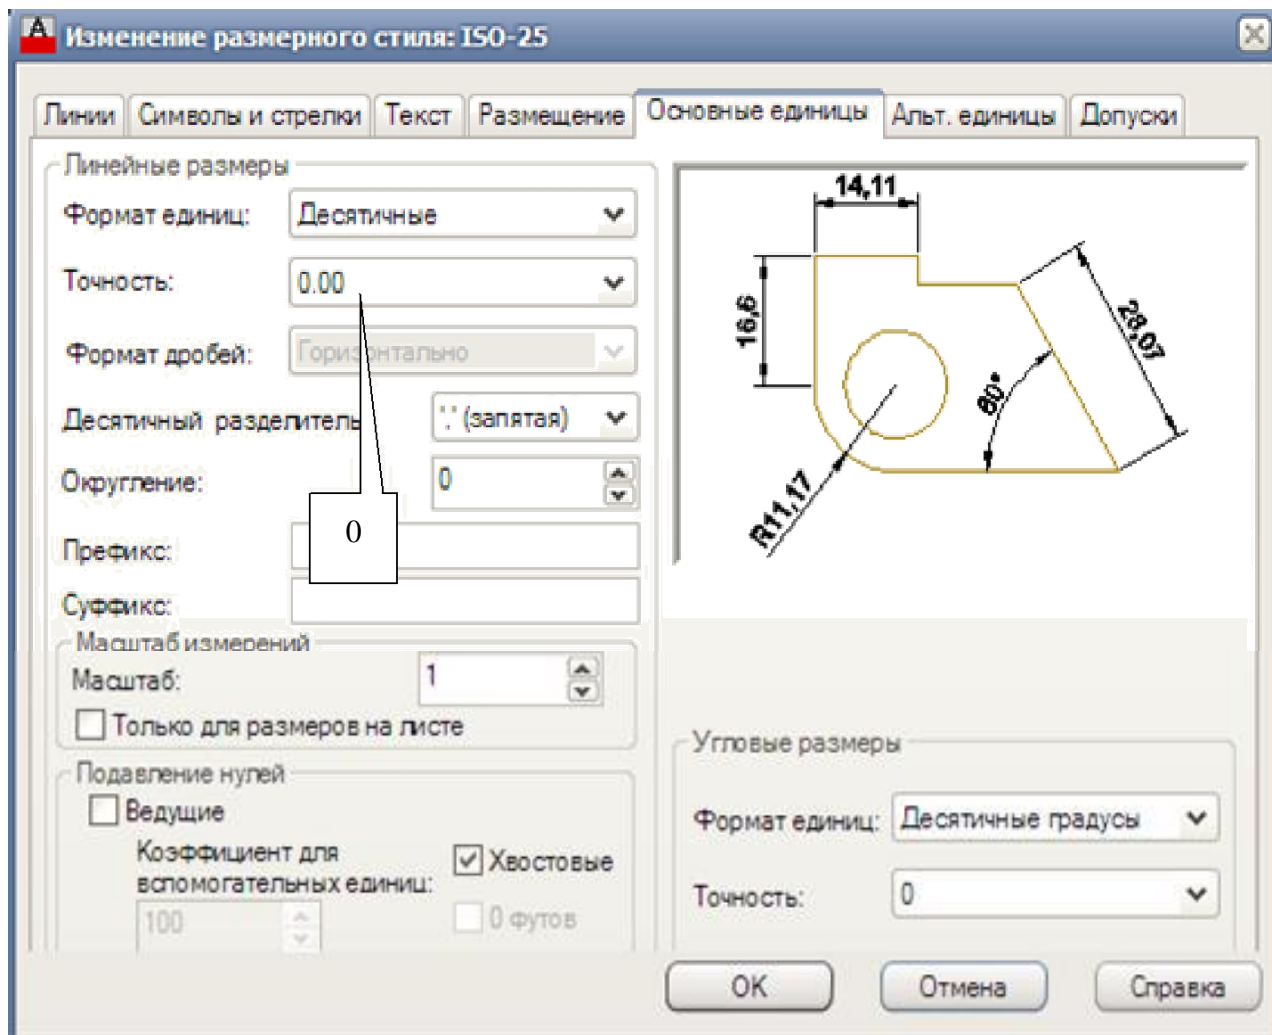 Изменение размерного стиля: ISO-25
Линии Символы и стрелки Текст Размещение Основные единицы Альт. единицы Допуски
Линейные размеры
Формат единиц: Десятичные
Точность: 0.00
Формат дробей: Горизонтально
Десятичный разделитель ',' (запятая)
Округление: 0
0
Префикс:
Суффикс:
Масштаб измерений
Масштаб: 1
Только для размеров на листе
Подавление нулей
Ведущие
Коэффициент для
вспомогательных единиц:
100
Хвостовые
0 футов
14,11
16,6
28,07
80°
R11,17
Угловые размеры
Формат единиц: Десятичные градусы
Точность: 0
OK Отмена Справка